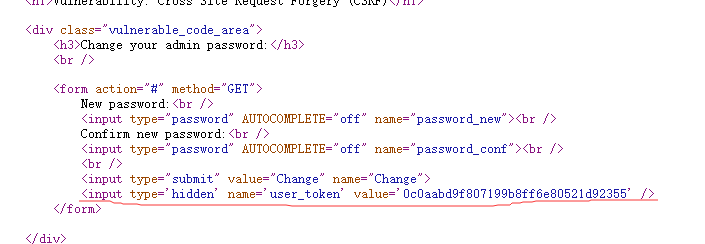 <h1>Vulnerability: Cross Site Request Forgery (CSRF)</h1>
<div class="vulnerable_code_area">
<h3>Change your admin password:</h3>
<br />
<form action="#" method="GET">
New password:<br />
<input type="password" AUTOCOMPLETE="off" name="password_new"><br />
Confirm new password:<br />
<input type="password" AUTOCOMPLETE="off" name="password_conf"><br />
<br />
<input type="submit" value="Change" name="Change">
<input type='hidden' name='user_token' value='0c0aabd9f807199b8ff6e80521d92355' />
</form>
</div>